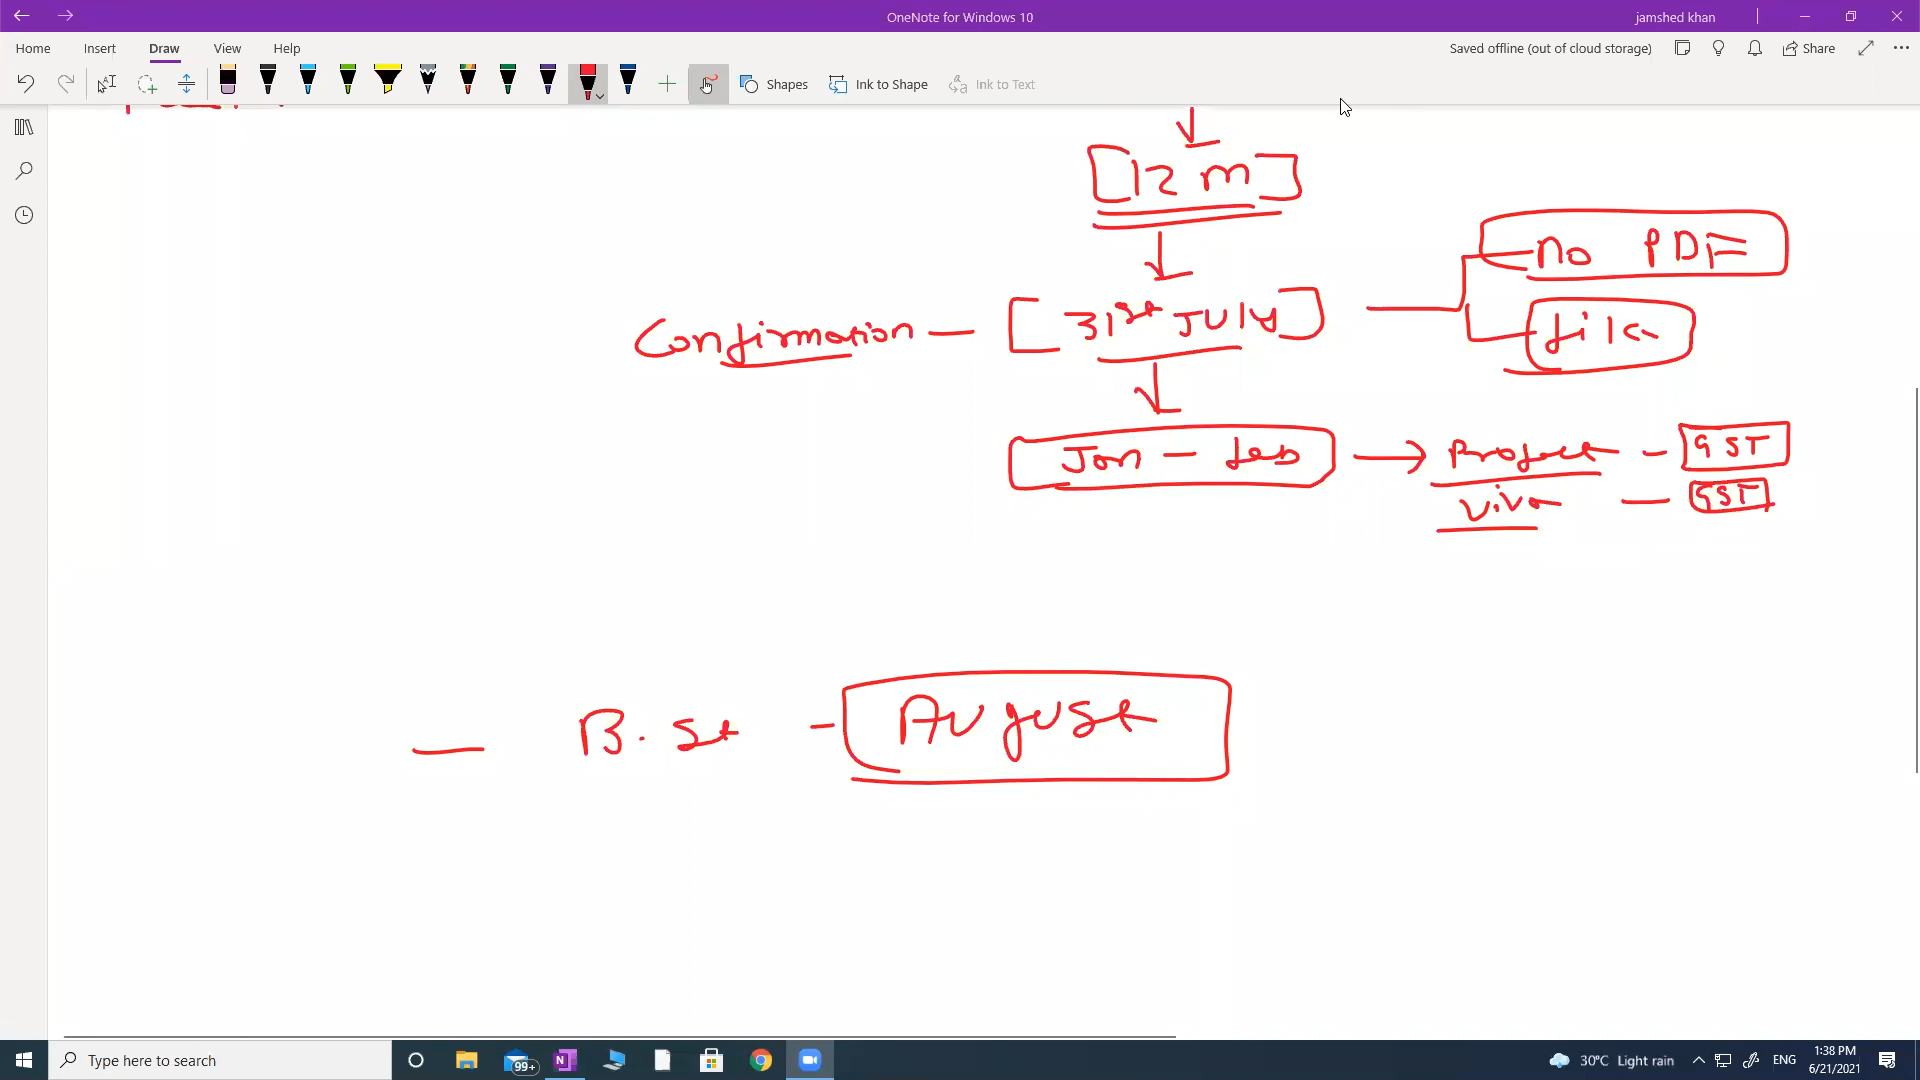 OneNote for Windows 10
jamshed khan
Home Insert Draw View Help
Saved offline (out of cloud storage)
Share
Shapes
Ink to Shape
Ink to Text
[12 m]
no PDF
Confirmation — [31st JULY]
file
Jan - feb → Project - GST
Viva — GST
— B. St - August
Type here to search
99+
30°C Light rain
ENG
1:38 PM
6/21/2021